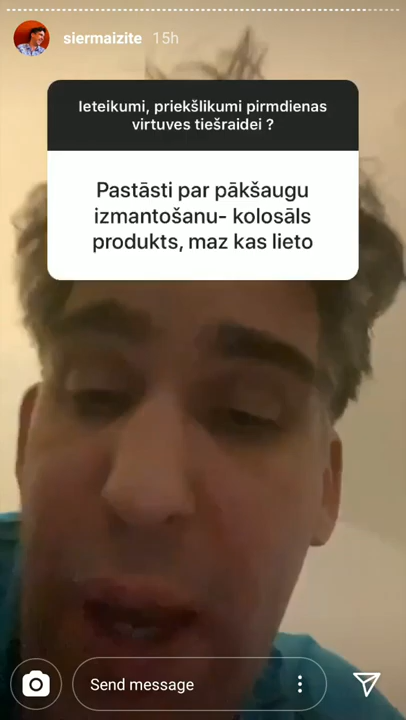 siermaizite 15h
Ieteikumi, priekšlikumi pirmdienas
virtuves tiešraidei ?
Pastāsti par pākšaugu
izmantošanu- kolosāls
produkts, maz kas lieto
Send message